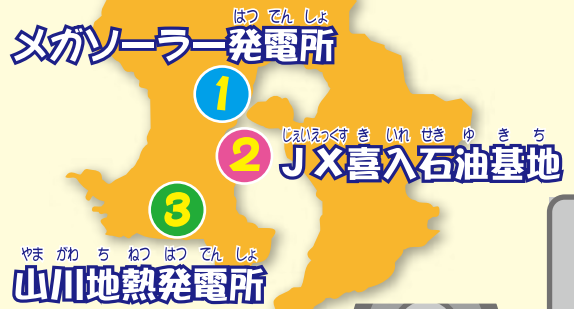 はつ でん しょ
メガソーラー発電所
1
2
じぇいえっくす き いれ せき ゆ き ち
JX喜入石油基地
3
やま がわ ち ねつ はつ でん しょ
山川地熱発電所